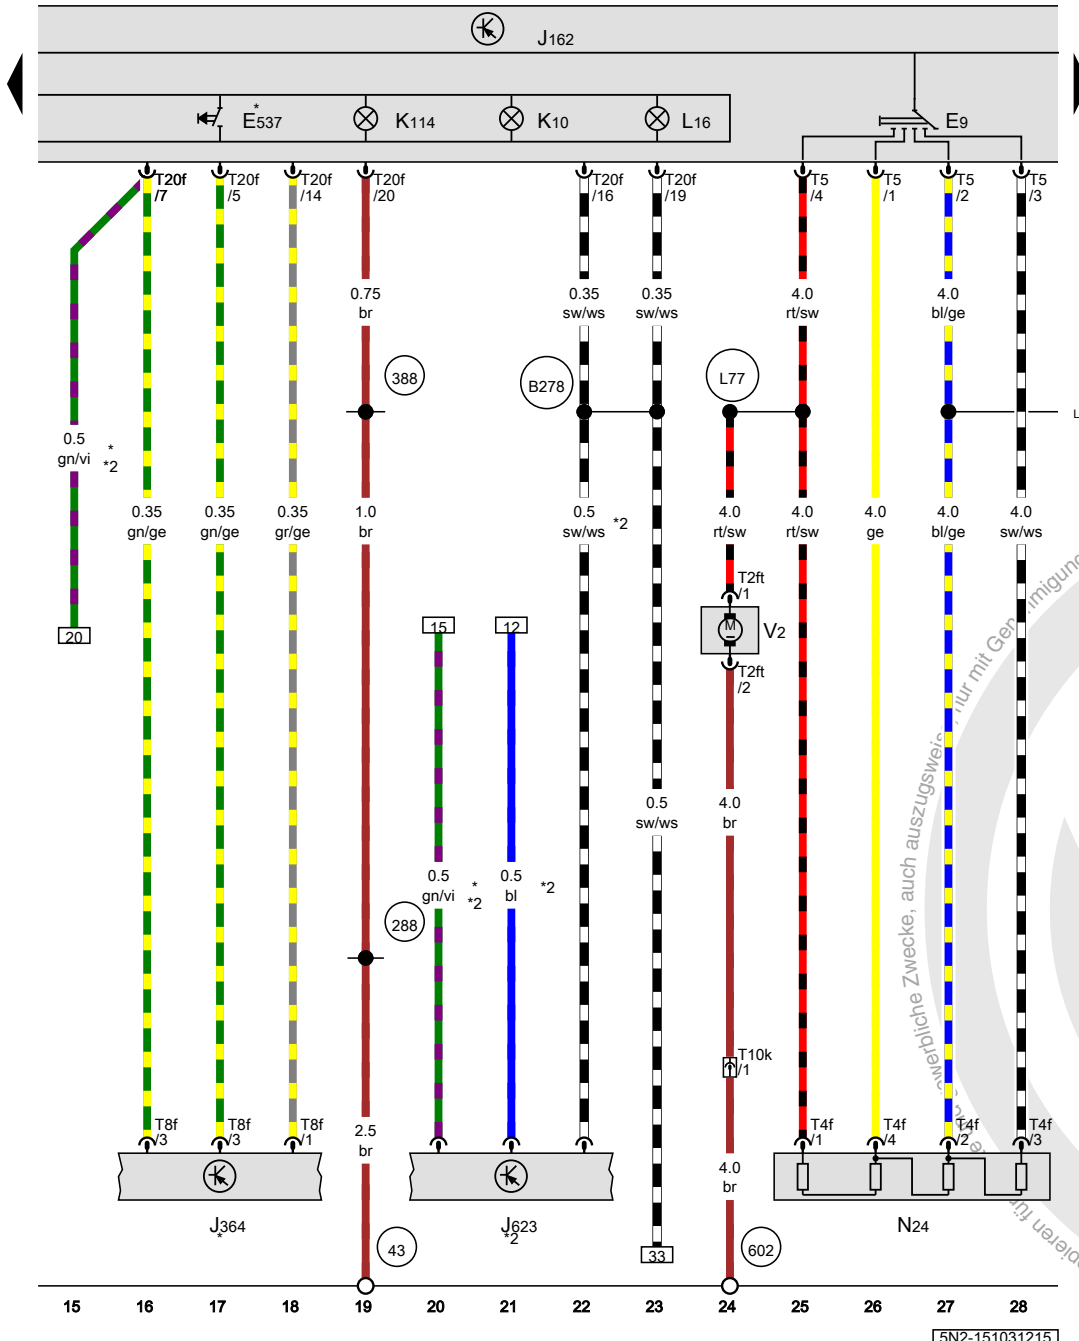 J162
*
E537
K114
K10
L16
E9
T20f
/7
T20f
/5
T20f
/14
T20f
/20
T20f
/16
T20f
/19
T5
/4
T5
/1
T5
/2
T5
/3
0.75
br
0.35
sw/ws
0.35
sw/ws
4.0
rt/sw
4.0
bl/ge
388
B278
L77
L
0.5
gn/vi
*
*2
0.35
gn/ge
0.35
gn/ge
0.35
gr/ge
1.0
br
0.5
sw/ws
*2
4.0
rt/sw
4.0
rt/sw
4.0
ge
4.0
bl/ge
4.0
sw/ws
T2ft
/1
20
15
12
M
V2
T2ft
/2
0.5
sw/ws
4.0
br
0.5
gn/vi
*
*2
0.5
bl
*2
288
T10k
/1
T8f
/3
T8f
/3
T8f
/1
2.5
br
4.0
br
T4f
/1
T4f
/4
T4f
/2
T4f
/3
J364
*
J623
*2
N24
43
33
602
nur mit
auch auszugsweise,
Zwecke,
15 16 17 18 19 20 21 22 23 24 25 26 27 28
5N2-151031215